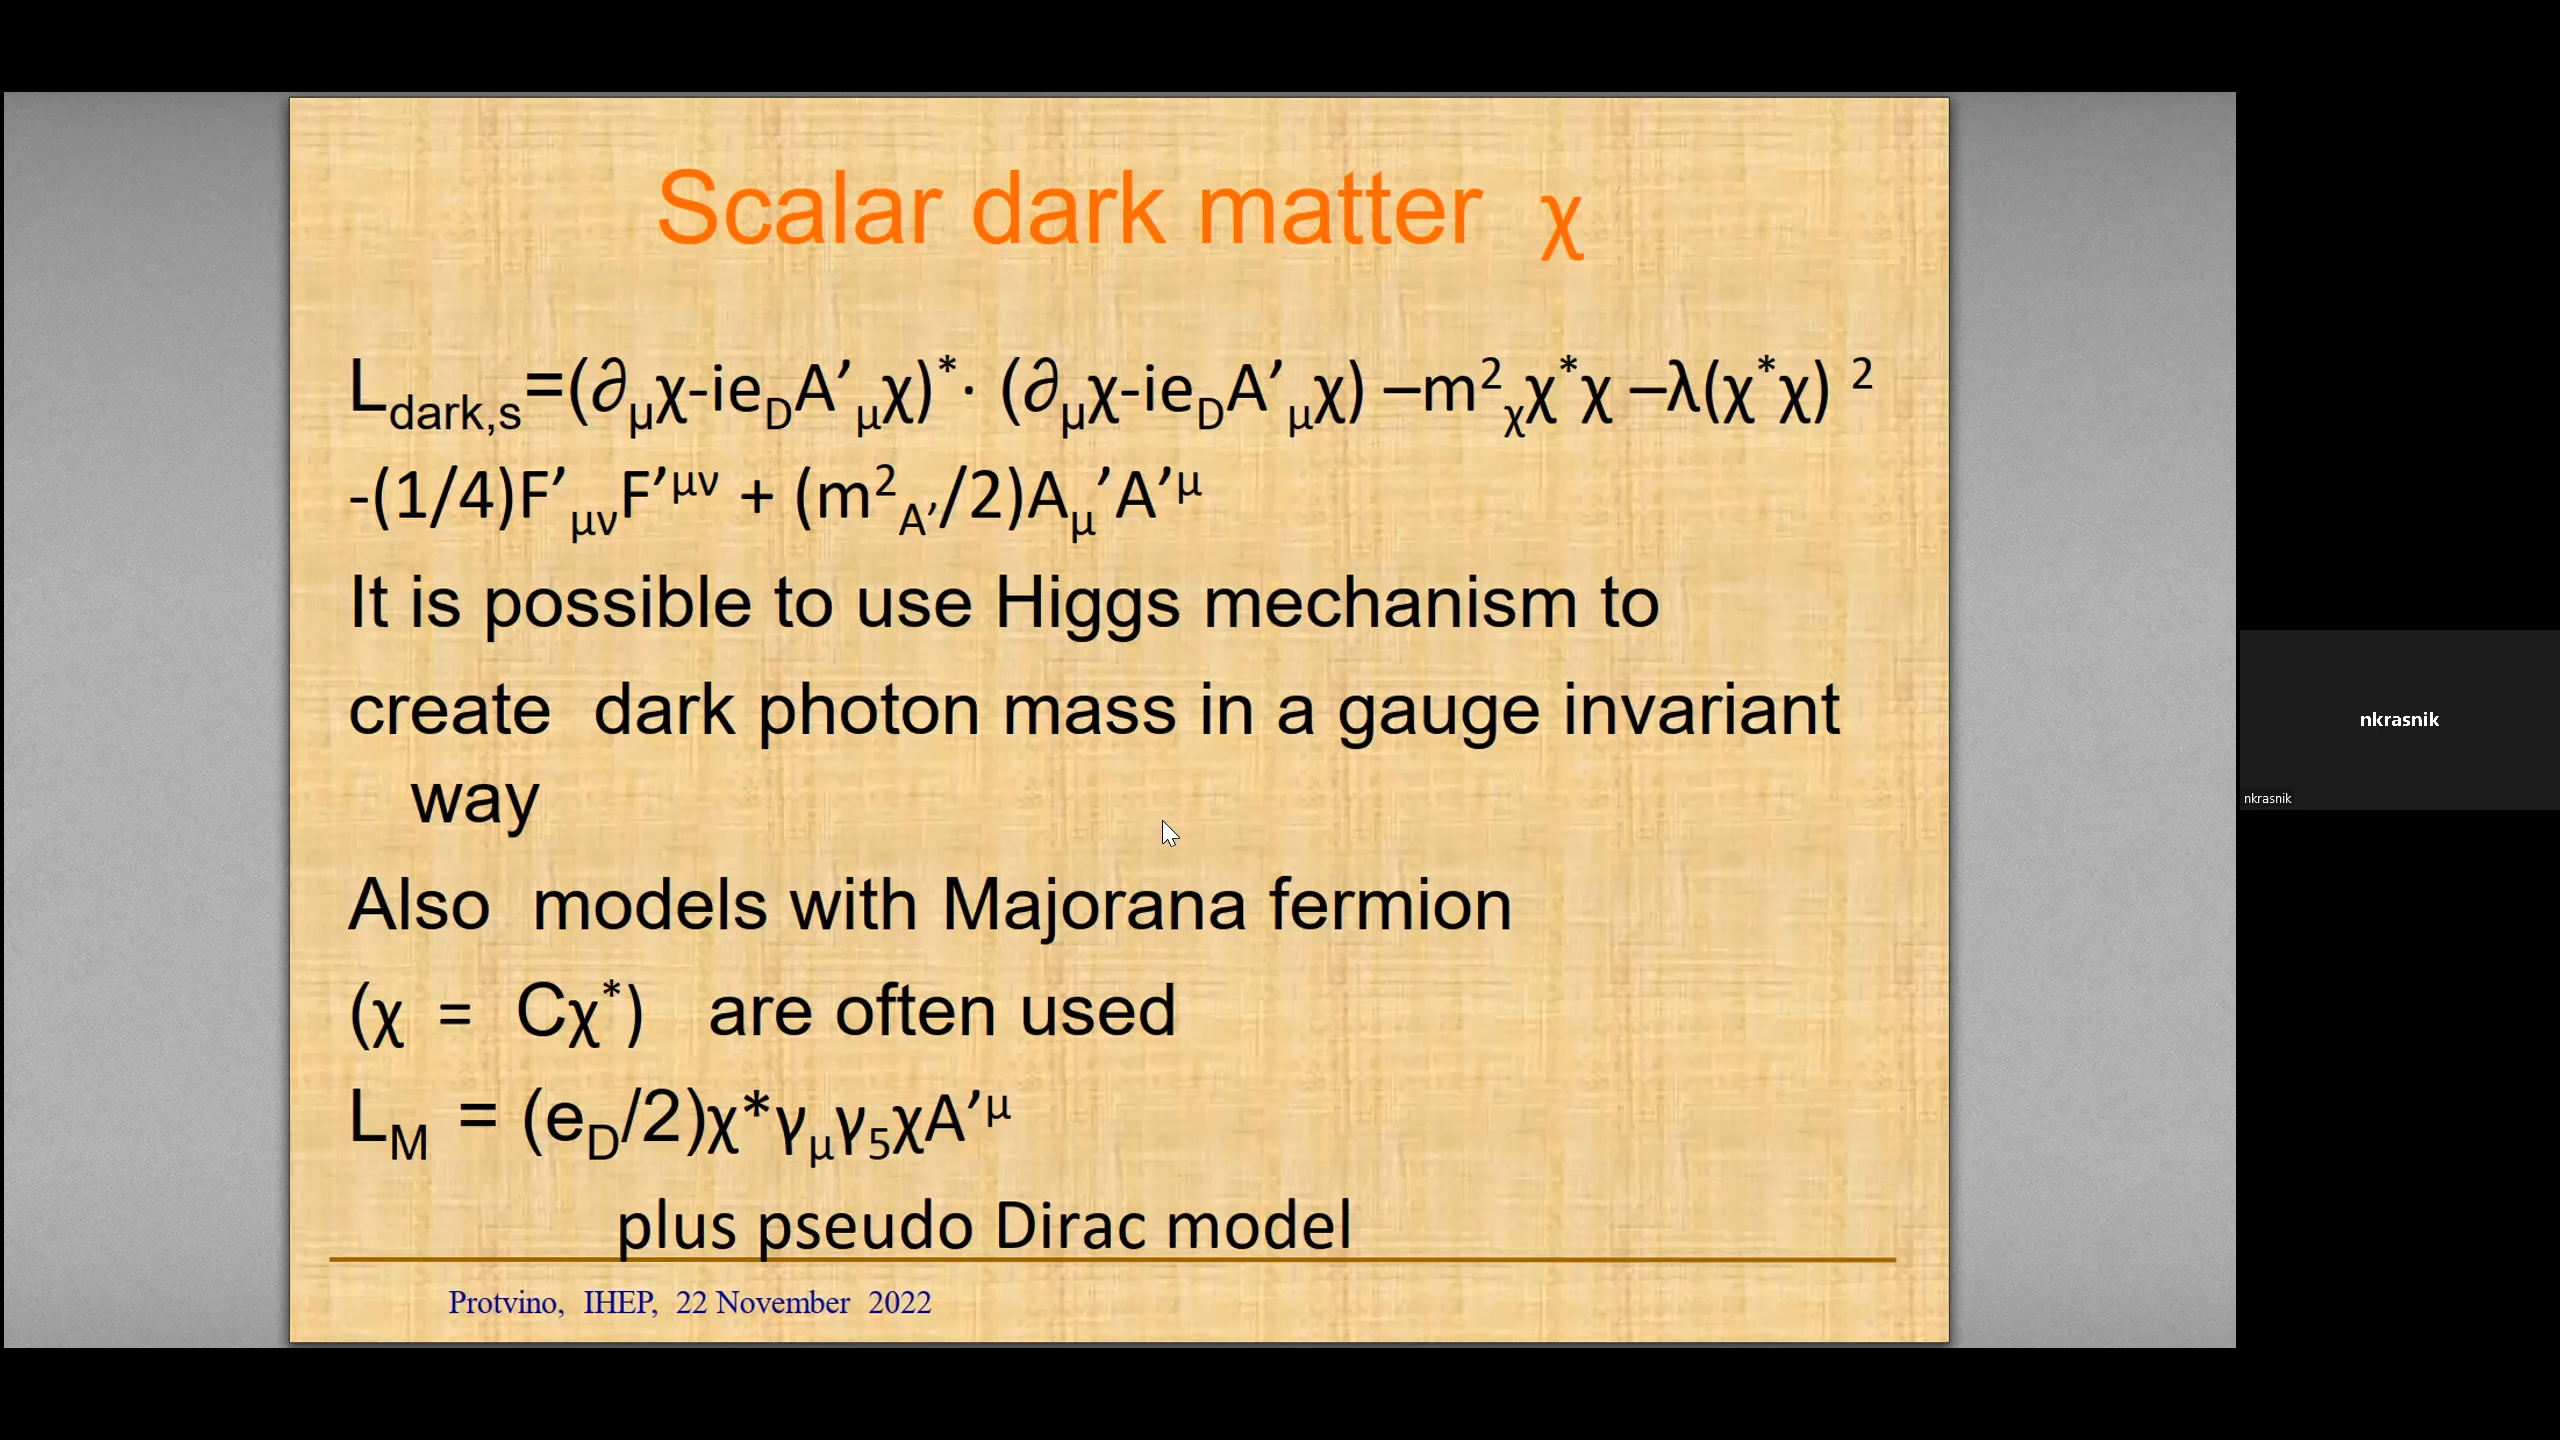 Scalar dark matter χ
L_dark,s=(∂_μχ-ie_DA’_μχ)^*· (∂_μχ-ie_DA’_μχ) –m^2_χχ^*χ –λ(χ^*χ) ^2
-(1/4)F’_μνF’^μν + (m^2_A’/2)A_μ’A’^μ
It is possible to use Higgs mechanism to
create dark photon mass in a gauge invariant
way
Also models with Majorana fermion
(χ = Cχ^*) are often used
L_M = (e_D/2)χ*γ_μγ_5χA’^μ
plus pseudo Dirac model
Protvino, IHEP, 22 November 2022
nkrasnik
nkrasnik